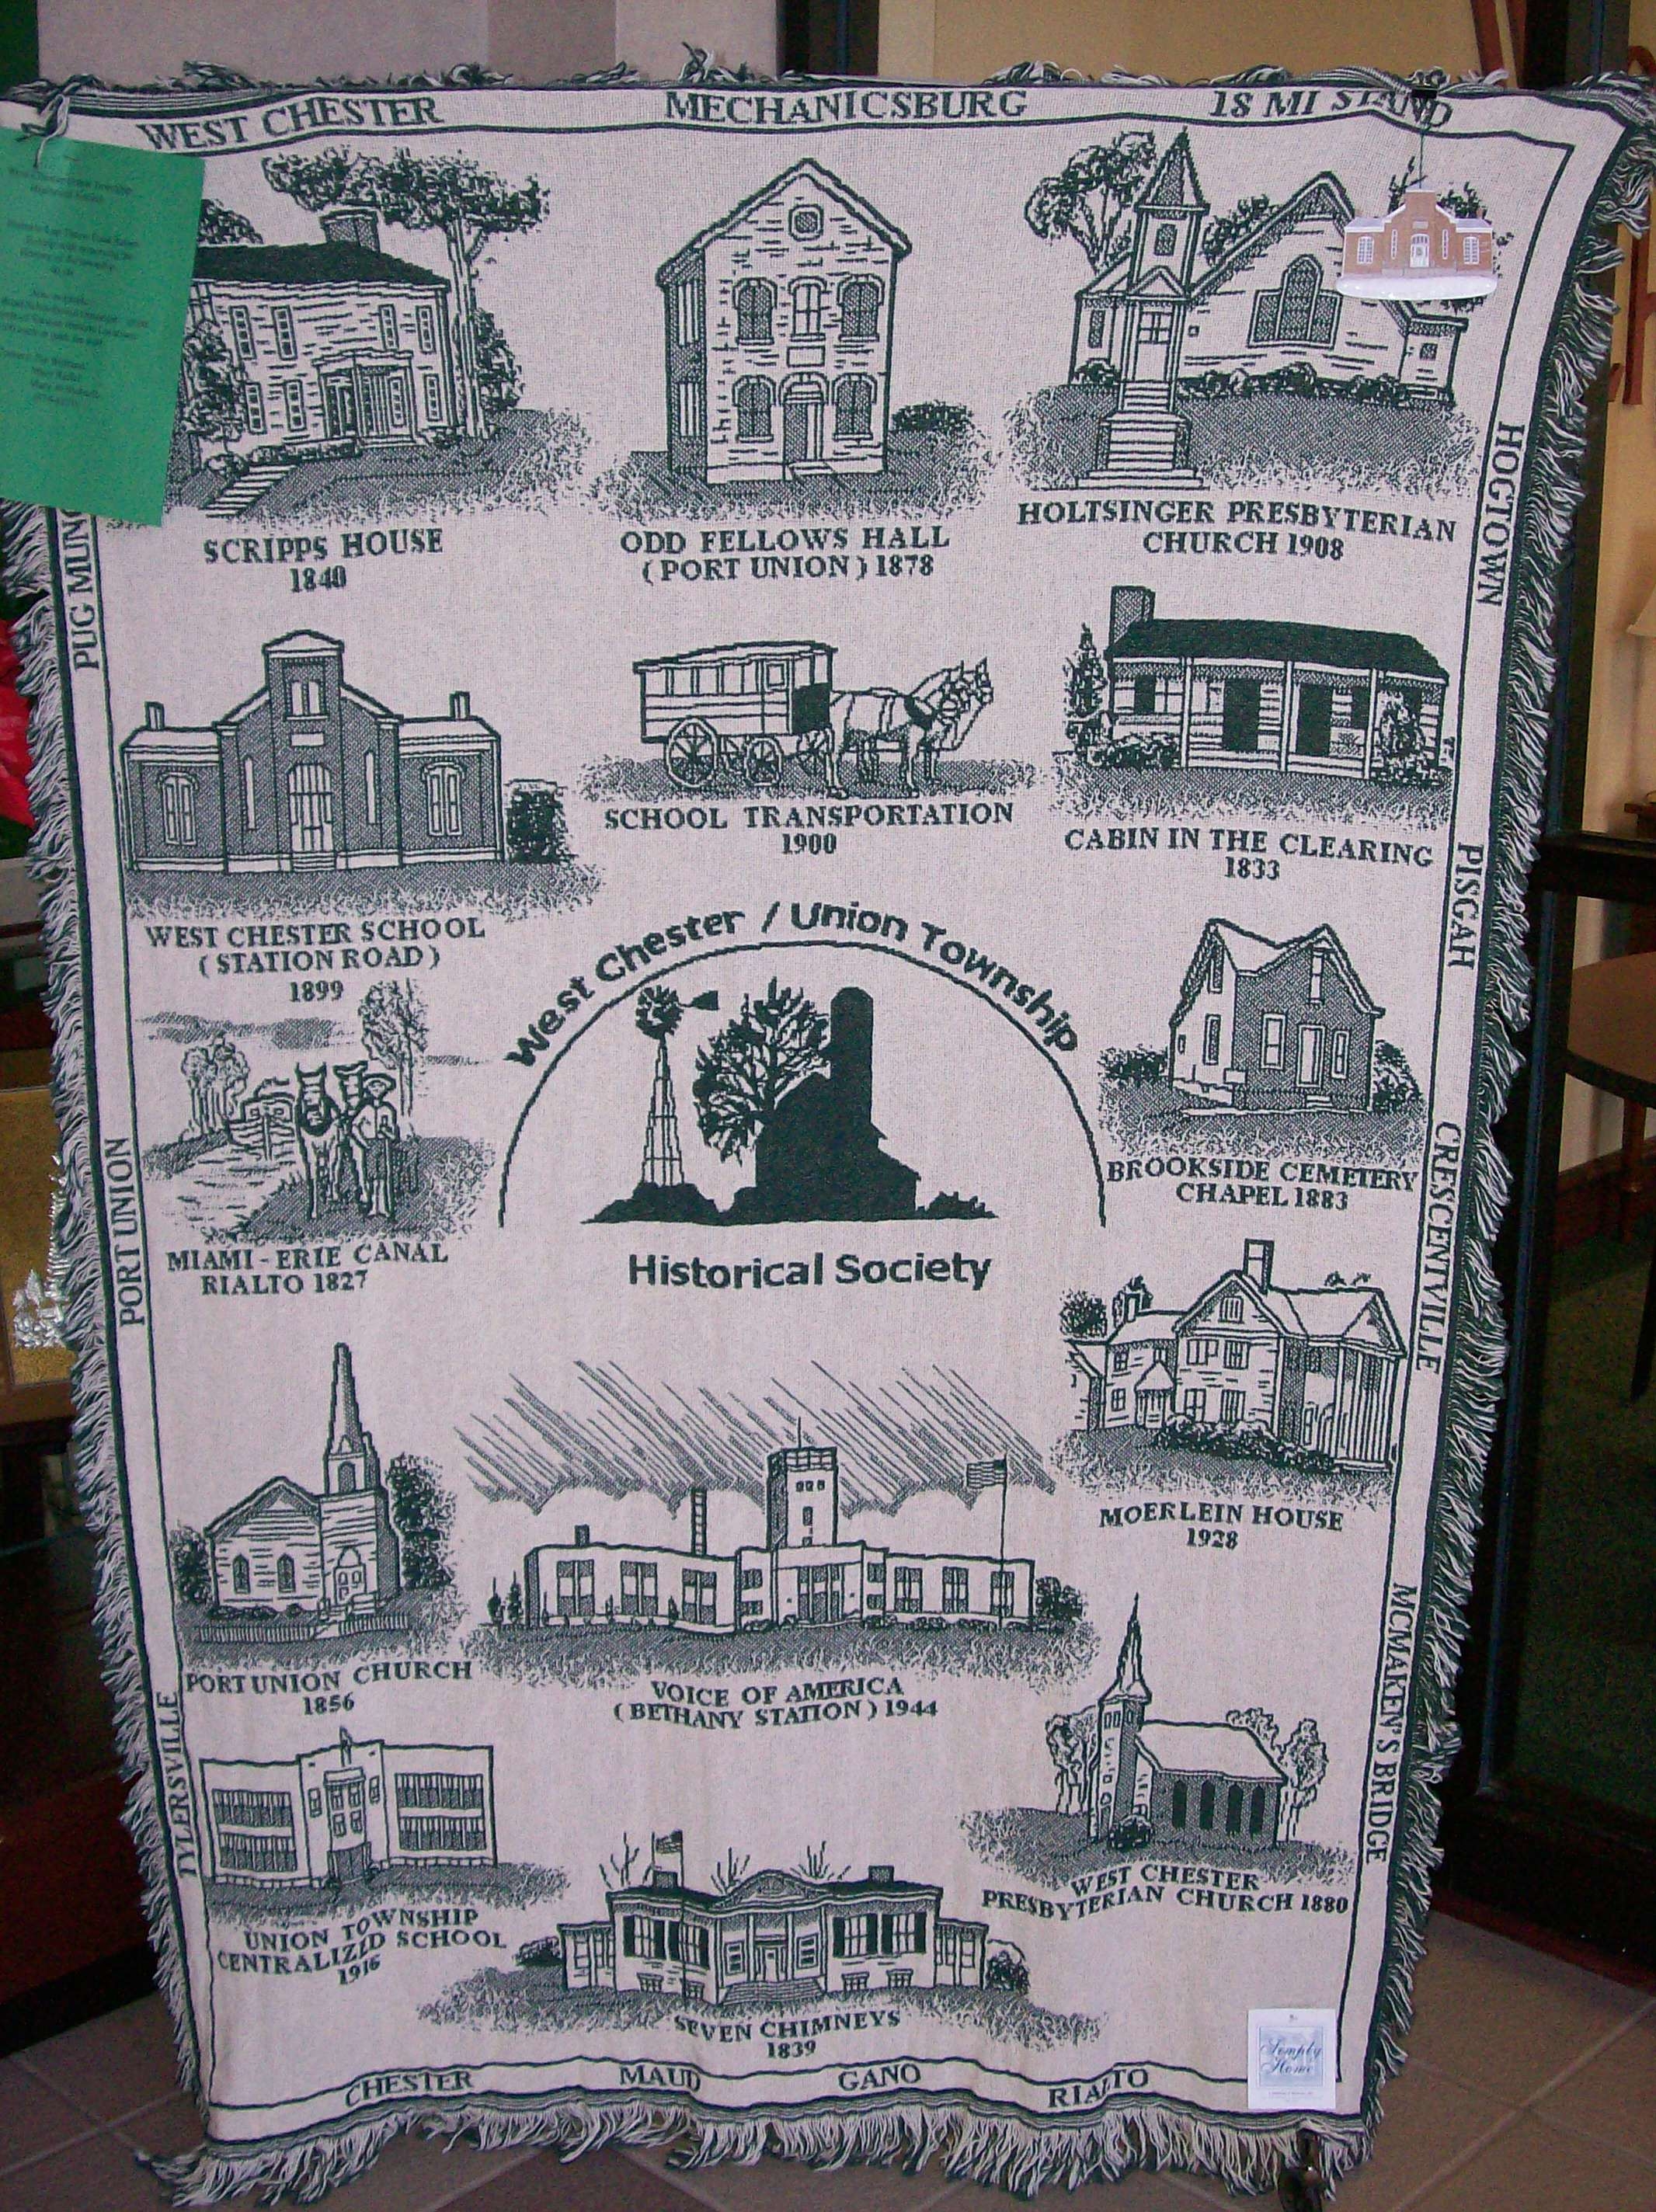 WEST CHESTER
MECHANICSBURG
18 MI STAND
SCRIPPS HOUSE
1840
ODD FELLOWS HALL
(PORT UNION) 1878
HOLTSINGER PRESBYTERIAN
CHURCH 1908
PUG MUN
HOGTOWN
WEST CHESTER SCHOOL
(STATION ROAD)
1899
SCHOOL TRANSPORTATION
1900
CABIN IN THE CLEARING
1833
PISGAH
West Chester / Union Township
Historical Society
MIAMI-ERIE CANAL
RIALTO 1827
BROOKSIDE CEMETERY
CHAPEL 1883
PORT UNION
CRESCENTVILLE
MOERLEIN HOUSE
1928
PORT UNION CHURCH
1856
VOICE OF AMERICA
(BETHANY STATION) 1944
MCMAKEN'S BRIDGE
TYLERSVILLE
UNION TOWNSHIP
CENTRALIZED SCHOOL
1916
WEST CHESTER
PRESBYTERIAN CHURCH 1880
SEVEN CHIMNEYS
1839
Simply
Home
CHESTER
MAUD
GANO
RIALTO